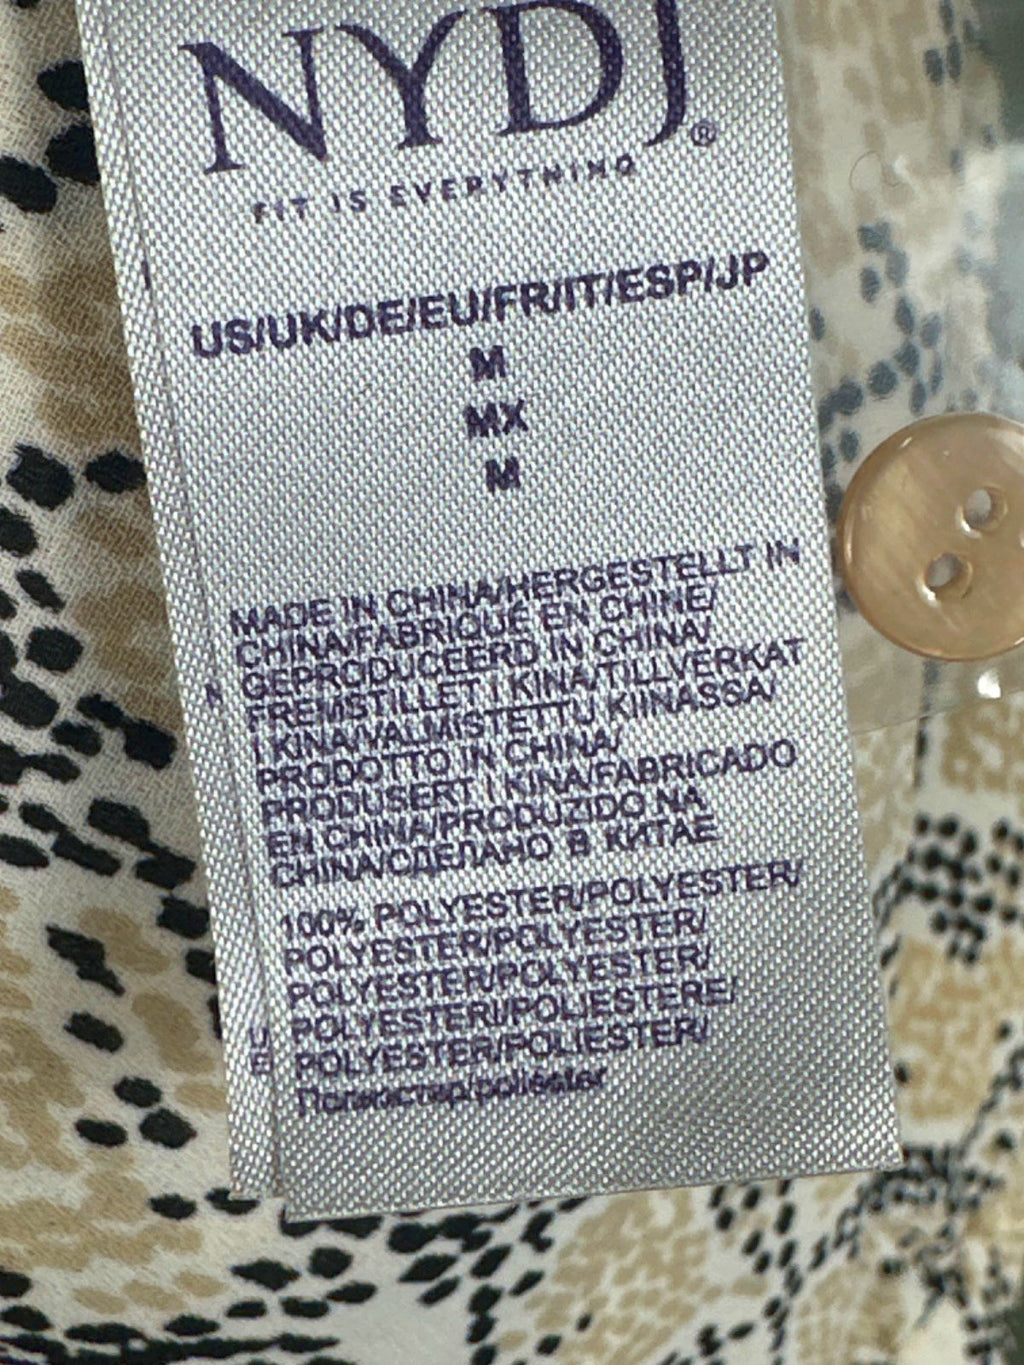 NYDJ®
FIT IS EVERYTHING
US/UK/DE/EU/FR/IT/ESP/JP
M
MX
M
MADE IN CHINA/HERGESTELLT IN
CHINA/FABRIQUÉ EN CHINE/
GEPRODUCEERD IN CHINA/
FREMSTILLET I KINA/TILLVERKAT
I KINA/VALMISTETTU KIINASSA/
PRODOTTO IN CHINA/
PRODUSERT I KINA/FABRICADO
EN CHINA/PRODUZIDO NA
CHINA/СДЕЛАНО В КИТАЕ
100% POLYESTER/POLYESTER/
POLYESTER/POLYESTER/
POLYESTER/POLYESTER/
POLYESTER/POLIESTERE/
POLYESTER/POLIESTER/
Полиэстер/poliéster